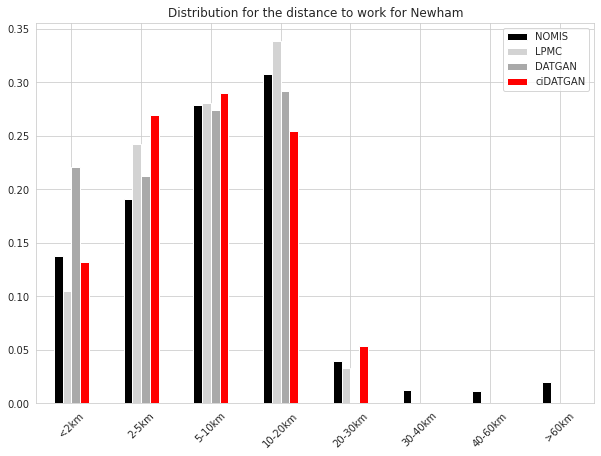 Distribution for the distance to work for Newham
NOMIS
LPMC
DATGAN
ciDATGAN
0.35
0.30
0.25
0.20
0.15
0.10
0.05
0.00
<2km
2-5km
5-10km
10-20km
20-30km
30-40km
40-60km
>60km